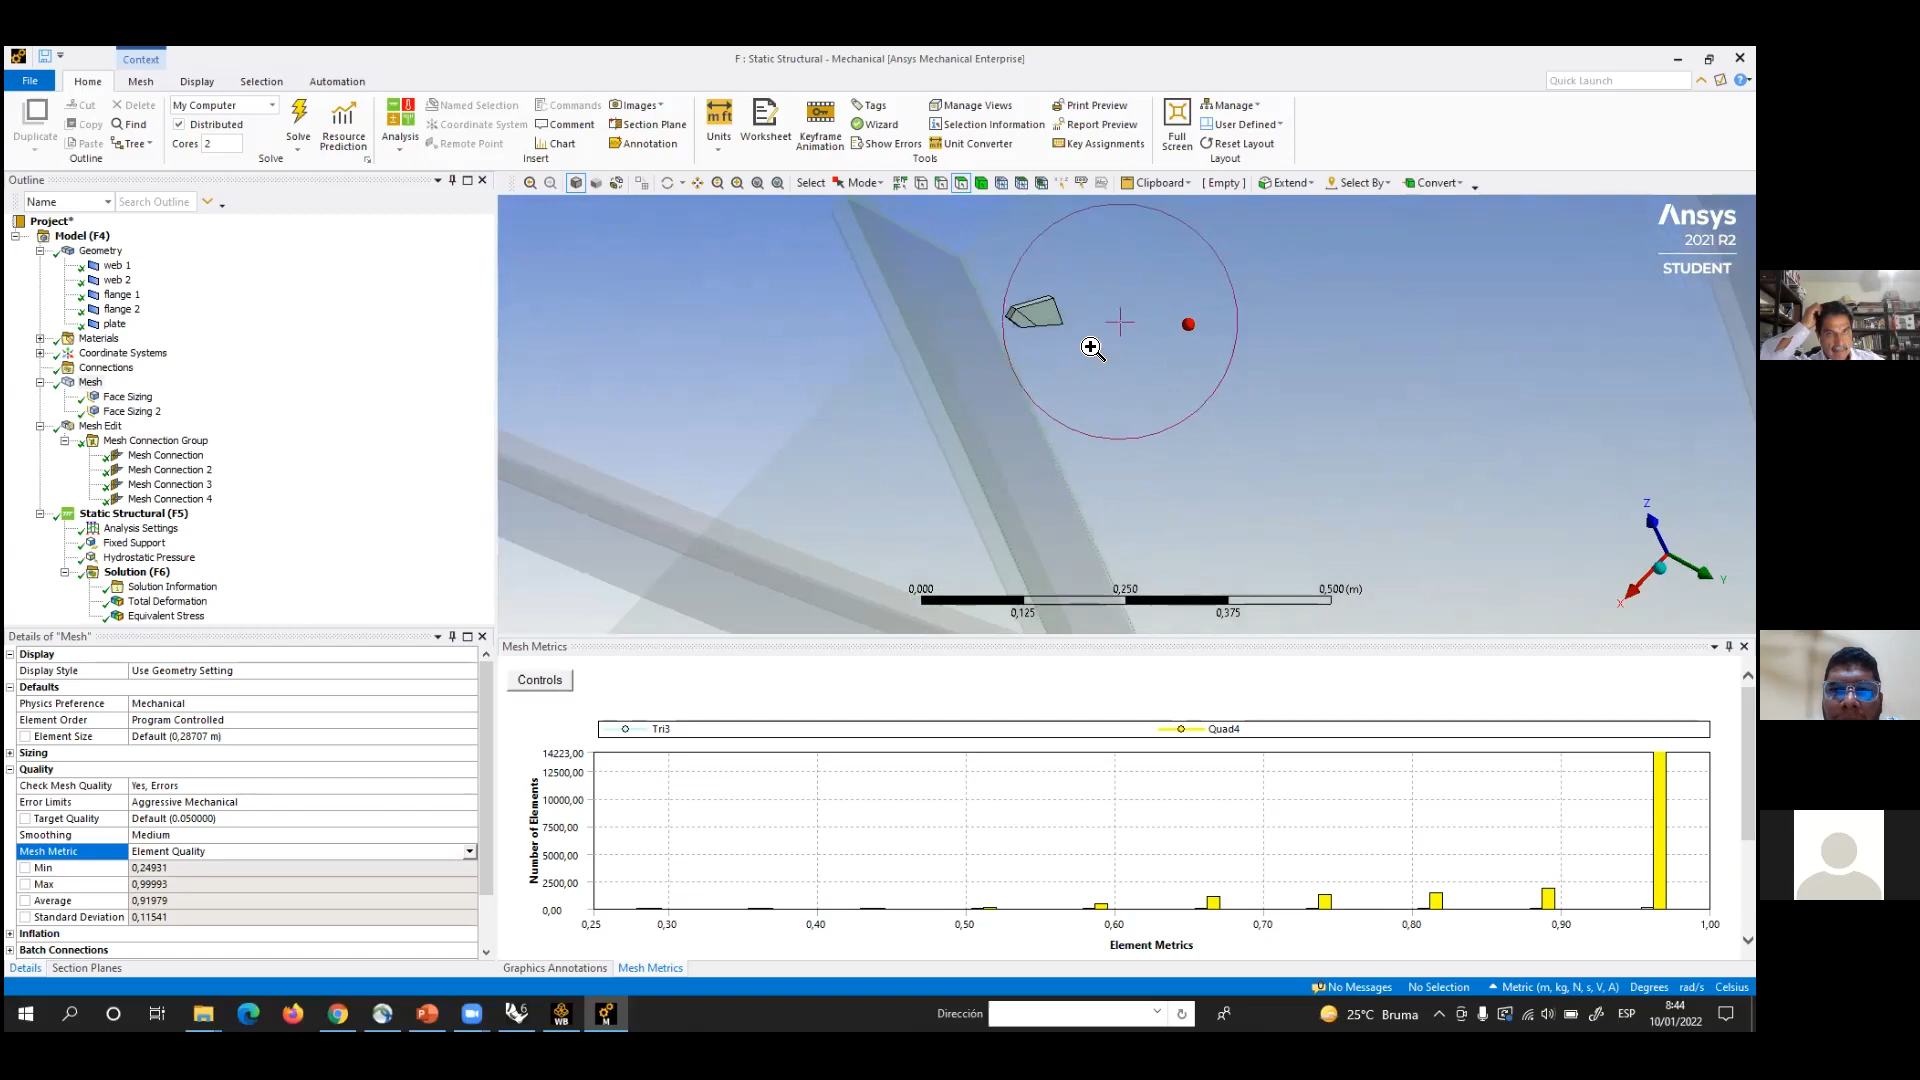 Context
F : Static Structural - Mechanical [Ansys Mechanical Enterprise]
File
Home
Mesh
Display
Selection
Automation
Quick Launch
Duplicate
Cut
Delete
Copy
Find
Paste
Tree
Outline
My Computer
Distributed
Cores 2
Solve
Resource Prediction
Solve
Analysis
Named Selection
Coordinate System
Remote Point
Commands
Comment
Chart
Images
Section Plane
Annotation
Insert
Units
Worksheet
Keyframe Animation
Tags
Wizard
Show Errors
Manage Views
Selection Information
Unit Converter
Print Preview
Report Preview
Key Assignments
Tools
Full Screen
Manage
User Defined
Reset Layout
Layout
Outline
Name
Search Outline
Select
Mode
Clipboard
[ Empty ]
Extend
Select By
Convert
Project*
Model (F4)
Geometry
web 1
web 2
flange 1
flange 2
plate
Materials
Coordinate Systems
Connections
Mesh
Face Sizing
Face Sizing 2
Mesh Edit
Mesh Connection Group
Mesh Connection
Mesh Connection 2
Mesh Connection 3
Mesh Connection 4
Static Structural (F5)
Analysis Settings
Fixed Support
Hydrostatic Pressure
Solution (F6)
Solution Information
Total Deformation
Equivalent Stress
Ansys
2021 R2
STUDENT
0,000
0,250
0,500 (m)
0,125
0,375
Z
Y
X
Details of "Mesh"
Display
Display Style Use Geometry Setting
Defaults
Physics Preference Mechanical
Element Order Program Controlled
Element Size Default (0,28707 m)
Sizing
Quality
Check Mesh Quality Yes, Errors
Error Limits Aggressive Mechanical
Target Quality Default (0.050000)
Smoothing Medium
Mesh Metric Element Quality
Min 0,24931
Max 0,99993
Average 0,91979
Standard Deviation 0,11541
Inflation
Batch Connections
Details
Section Planes
Mesh Metrics
Controls
Tri3
Quad4
14223,00
12500,00
10000,00
7500,00
5000,00
2500,00
0,00
Number of Elements
0,25
0,30
0,40
0,50
0,60
0,70
0,80
0,90
1,00
Element Metrics
Graphics Annotations
Mesh Metrics
No Messages
No Selection
Metric (m, kg, N, s, V, A)
Degrees
rad/s
Celsius
WB
M
Dirección
25°C Bruma
ESP
8:44
10/01/2022